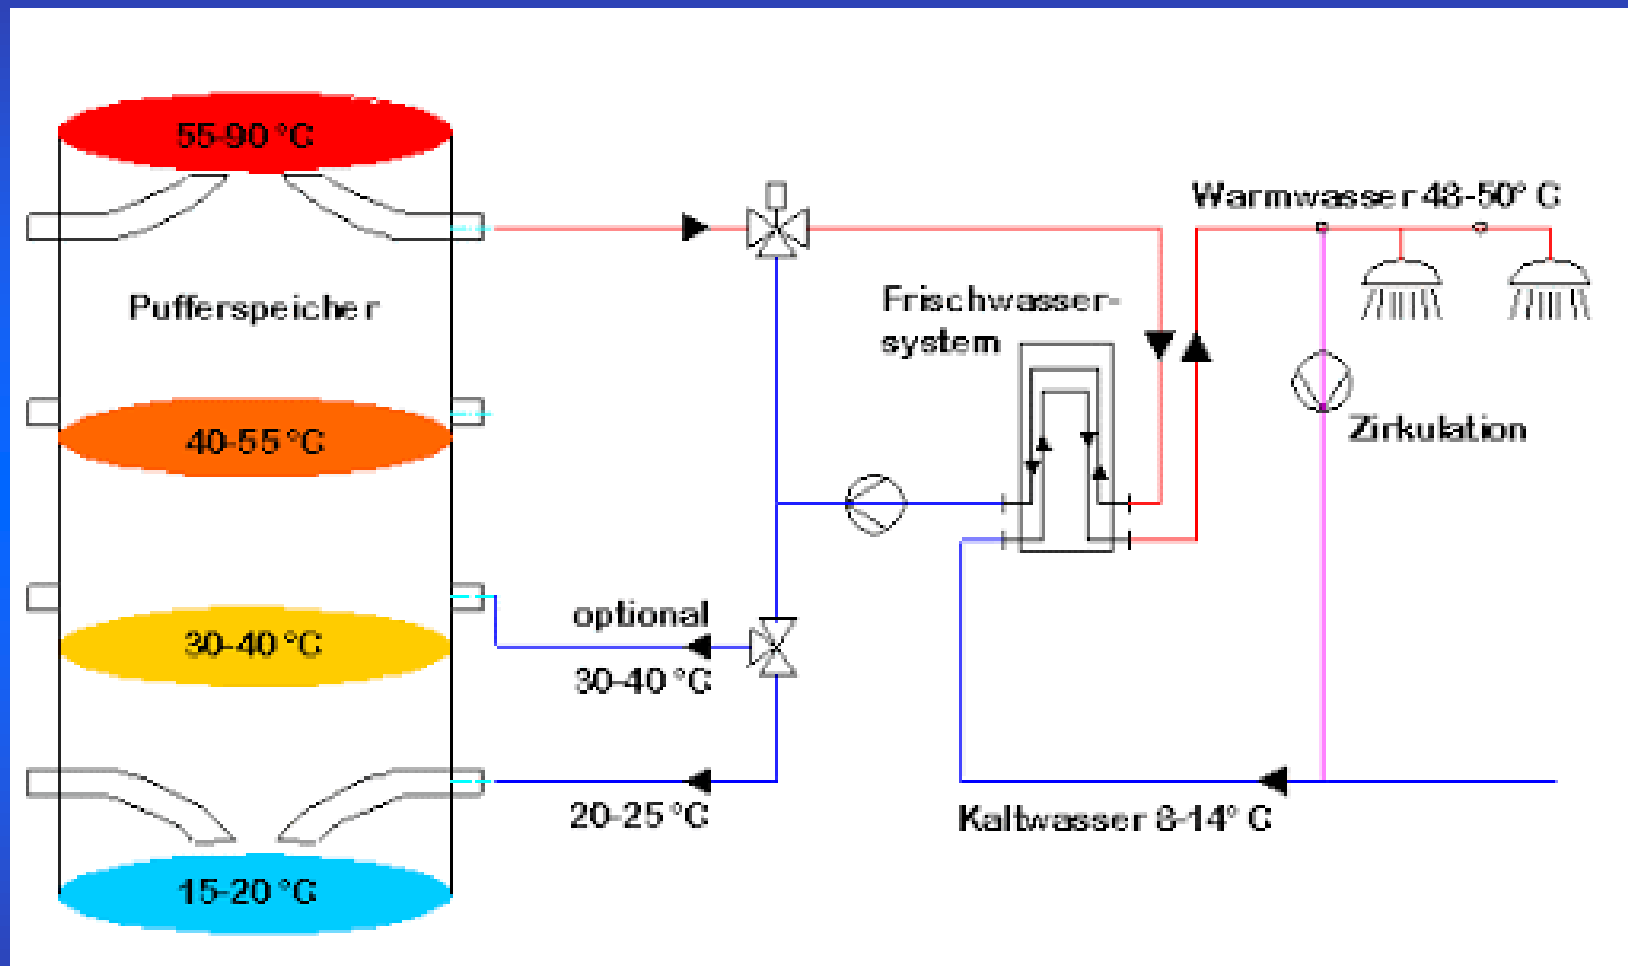 55-90 °C
Warmwasser 48-50° C
Pufferspeicher
Frischwasser-
system
40-55 °C
Zirkulation
optional
30-40 °C
30-40 °C
20-25 °C
Kaltwasser 8-14° C
15-20 °C